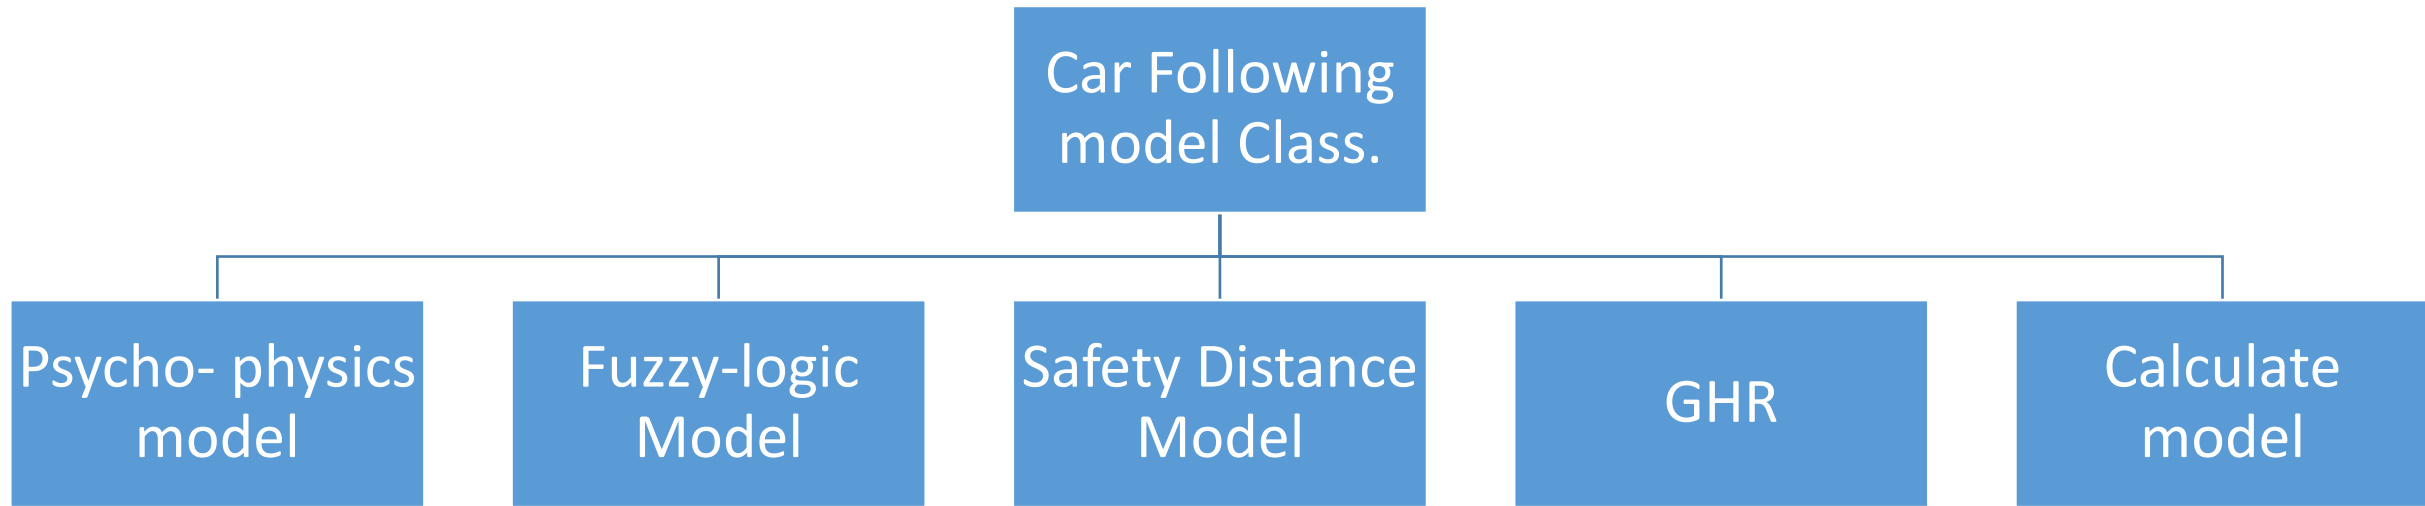 Car Following
model Class.
Psycho- physics
model
Fuzzy-logic
Model
Safety Distance
Model
GHR
Calculate
model